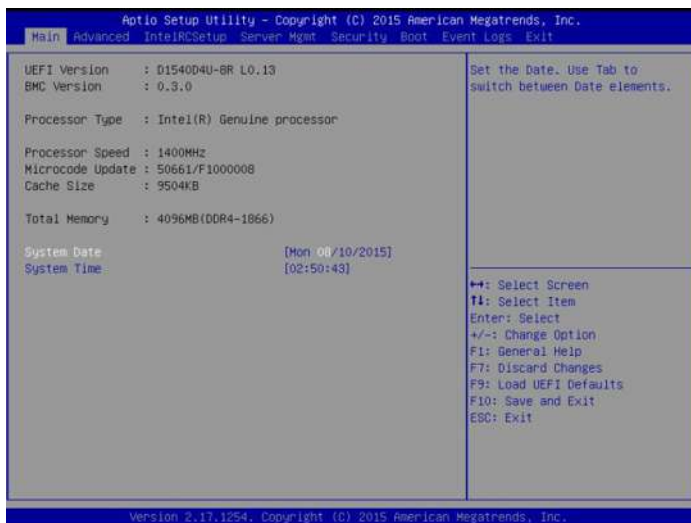 Aptio Setup Utility - Copyright (C) 2015 American Megatrends, Inc.
Main Advanced IntelRCSetup Server Mgmt Security Boot Event Logs Exit
UEFI Version : D1540D4U-8R L0.13
BMC Version : 0.3.0
Processor Type : Intel(R) Genuine processor
Processor Speed : 1400MHz
Microcode Update : 50661/F1000008
Cache Size : 9504KB
Total Memory : 4096MB(DDR4-1866)
System Date [Mon 08/10/2015]
System Time [02:50:43]
Set the Date. Use Tab to
switch between Date elements.
↔: Select Screen
↑↓: Select Item
Enter: Select
+/-: Change Option
F1: General Help
F7: Discard Changes
F9: Load UEFI Defaults
F10: Save and Exit
ESC: Exit
Version 2.17.1254. Copyright (C) 2015 American Megatrends, Inc.